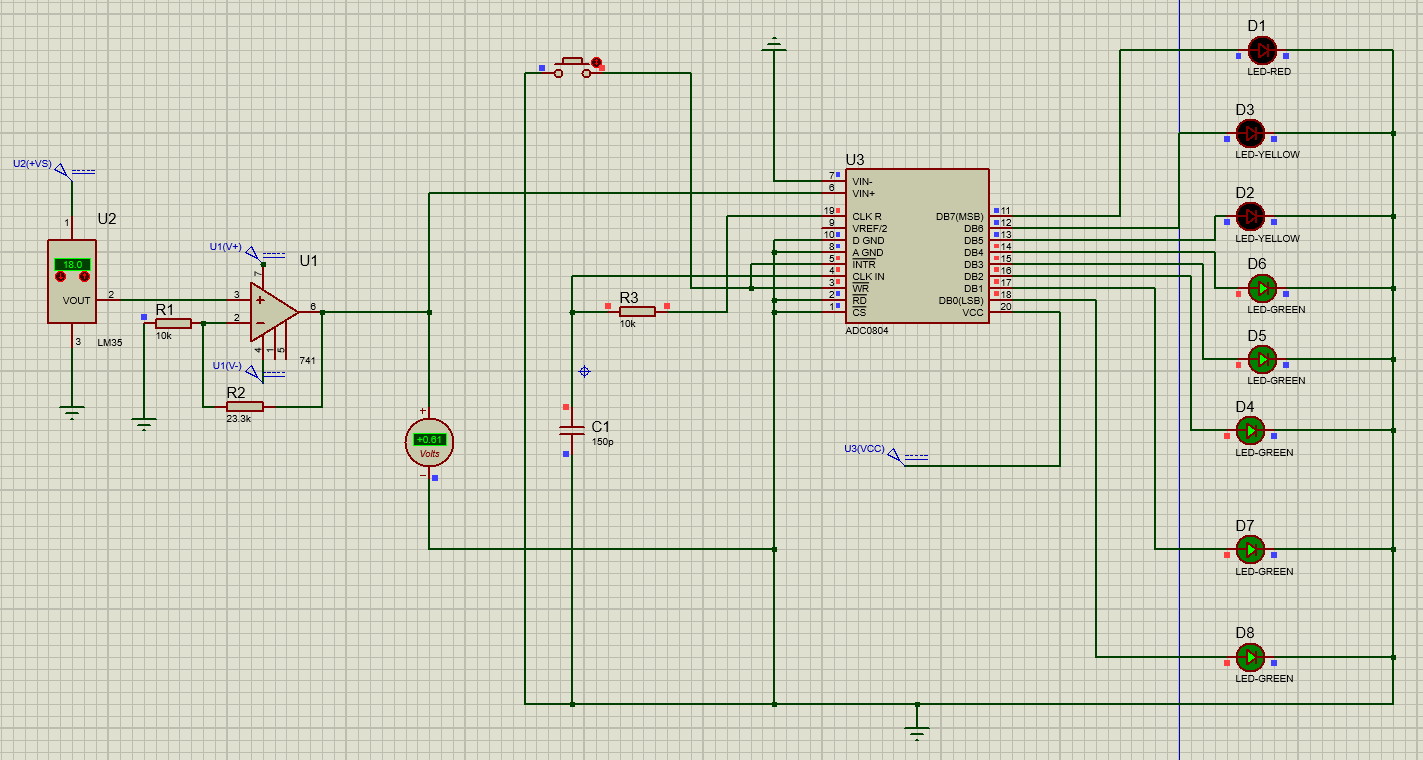 U2(+VS)
1
U2
18.0
VOUT
2
3
LM35
R1
10k
U1(V+)
7
U1
3
2
6
4
1
5
741
U1(V-)
R2
23.3k
+
+0.61
Volts
C1
150p
R3
10k
U3
7 VIN-
6 VIN+
19 CLK R
9 VREF/2
10 D GND
8 A GND
5 INTR
4 CLK IN
3 WR
2 RD
1 CS
DB7(MSB) 11
DB6 12
DB5 13
DB4 14
DB3 15
DB2 16
DB1 17
DB0(LSB) 18
VCC 20
ADC0804
U3(VCC)
D1
LED-RED
D3
LED-YELLOW
D2
LED-YELLOW
D6
LED-GREEN
D5
LED-GREEN
D4
LED-GREEN
D7
LED-GREEN
D8
LED-GREEN